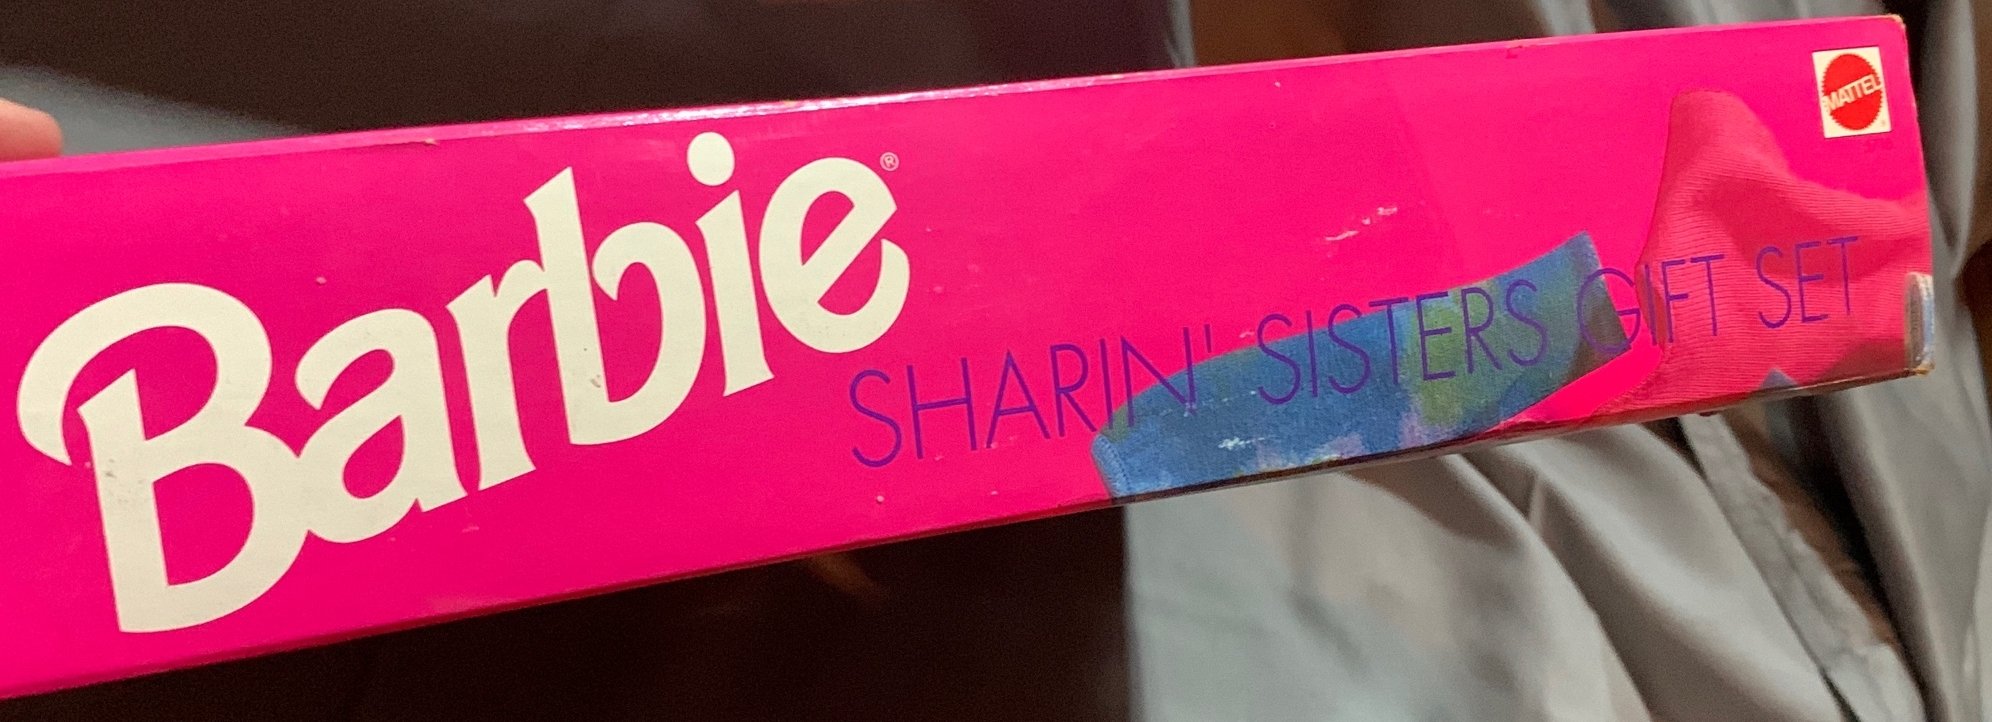 Barbie®
SHARIN' SISTERS GIFT SET
MATTEL